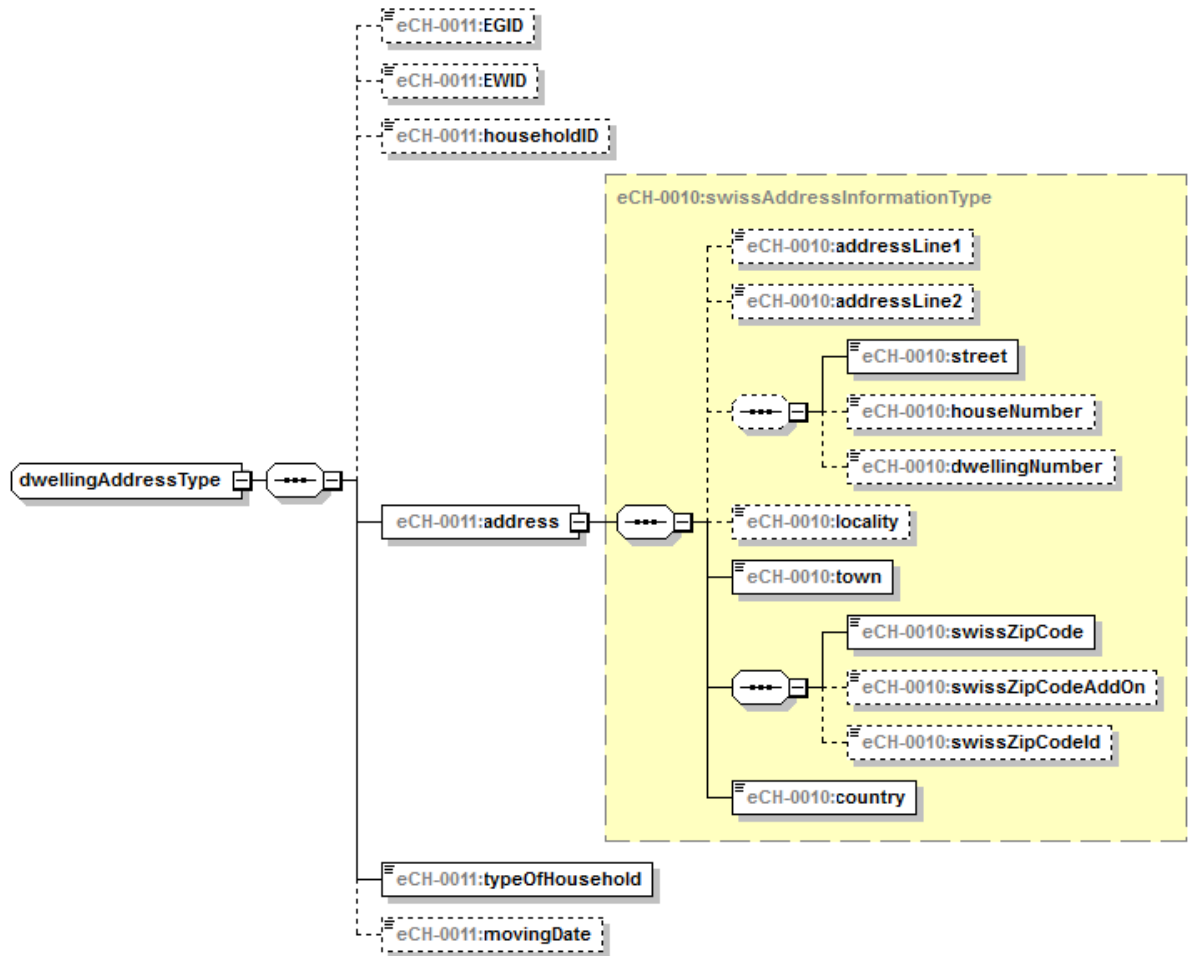 eCH-0011:EGID
eCH-0011:EWID
eCH-0011:householdID
eCH-0010:swissAddressInformationType
eCH-0010:addressLine1
eCH-0010:addressLine2
eCH-0010:street
eCH-0010:houseNumber
eCH-0010:dwellingNumber
dwellingAddressType
eCH-0011:address
eCH-0010:locality
eCH-0010:town
eCH-0010:swissZipCode
eCH-0010:swissZipCodeAddOn
eCH-0010:swissZipCodeId
eCH-0010:country
eCH-0011:typeOfHousehold
eCH-0011:movingDate